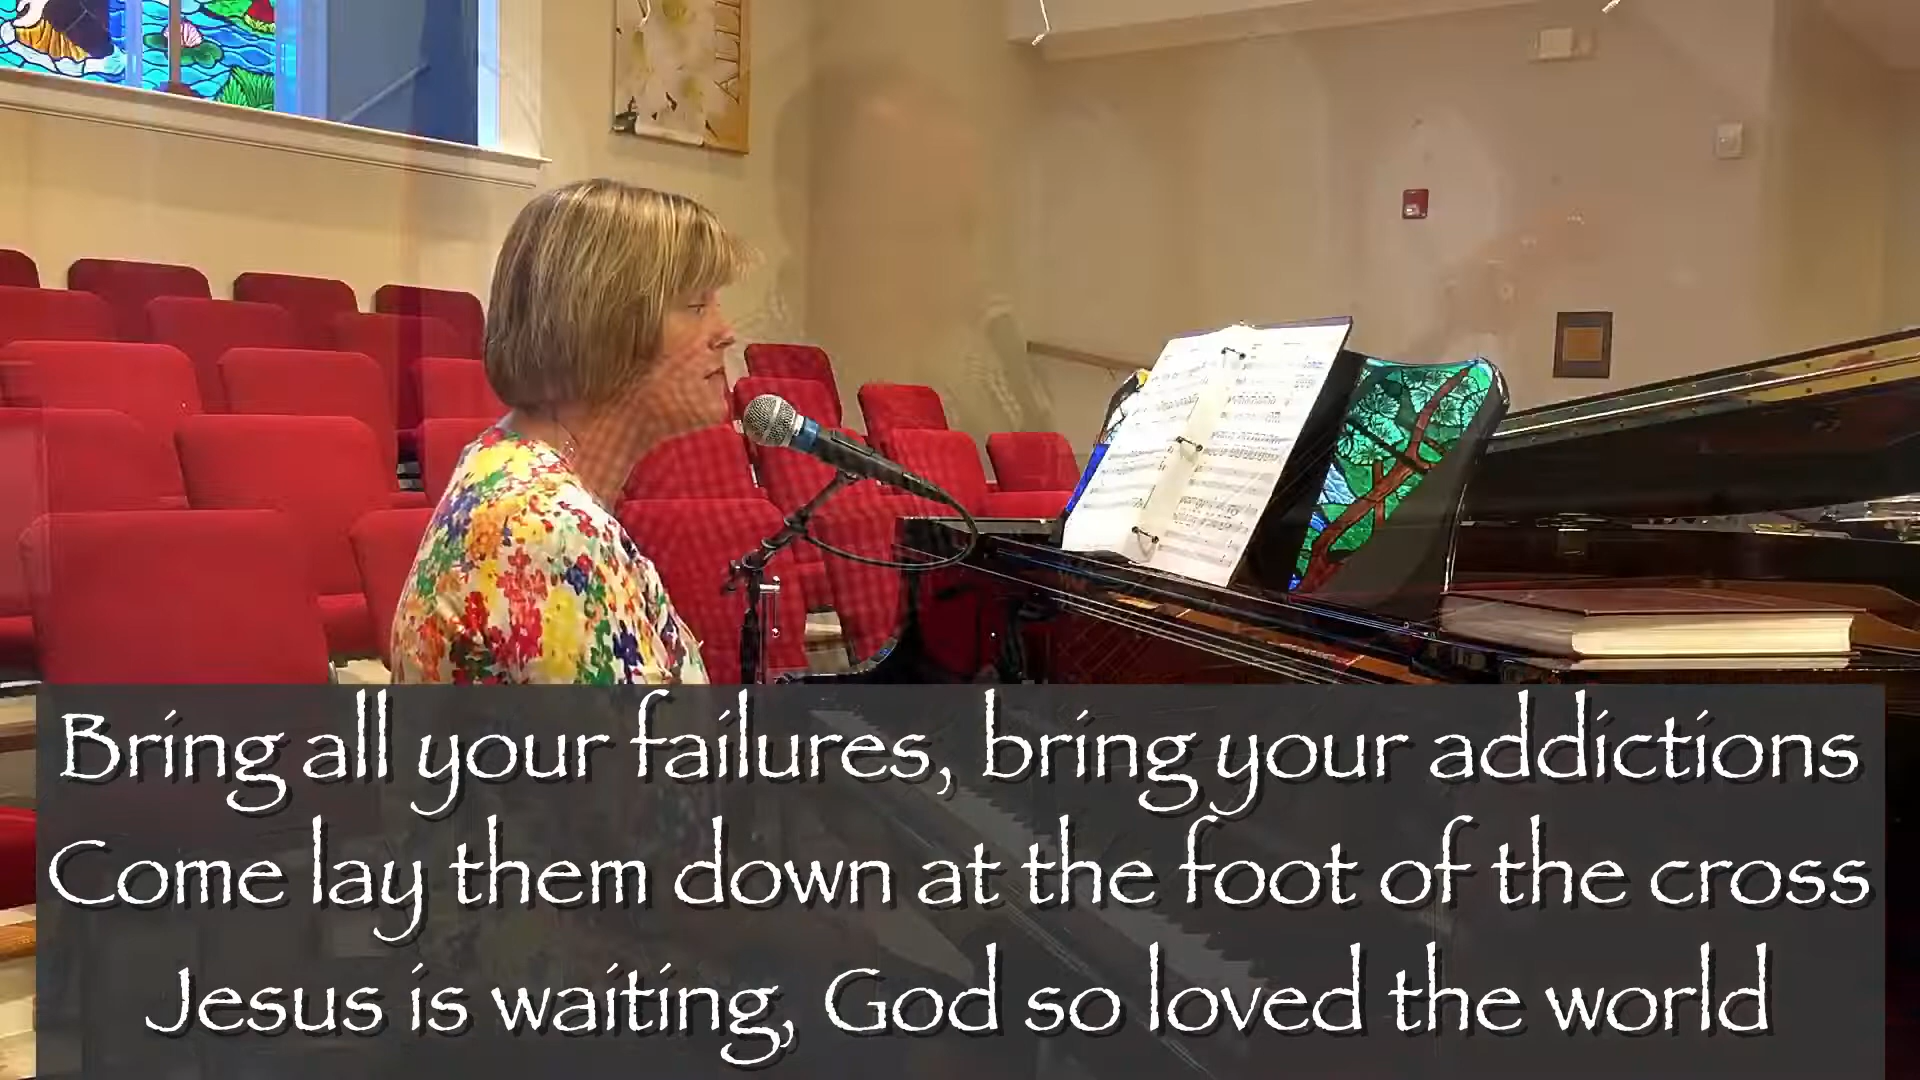 ALL
Bring all your failures, bring your addictions
Come lay them down at the foot of the cross
Jesus is waiting, God so loved the world